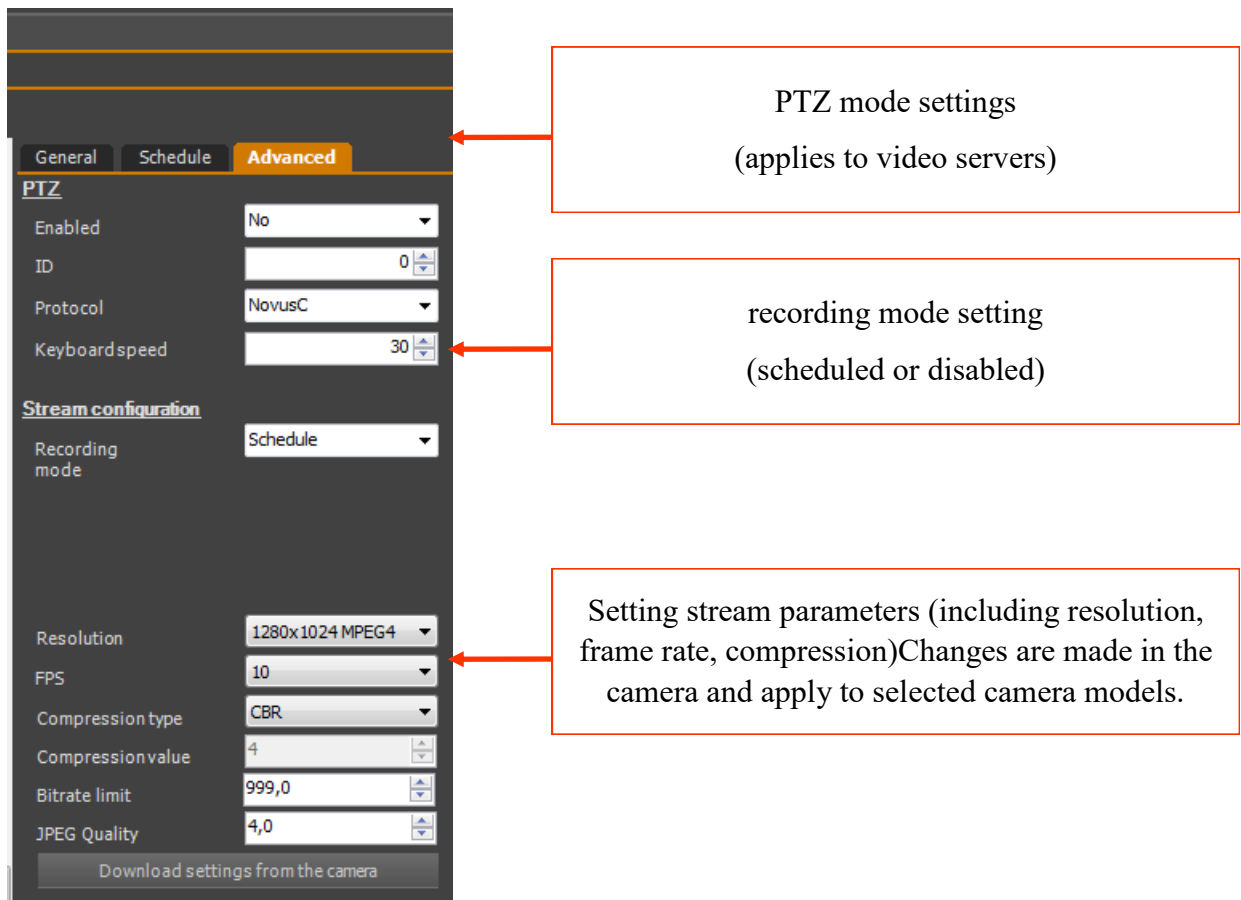 General Schedule Advanced
PTZ
Enabled No
ID 0
Protocol NovusC
Keyboard speed 30
Stream configuration
Recording Schedule
mode
Resolution 1280x1024 MPEG4
FPS 10
Compression type CBR
Compression value 4
Bitrate limit 999,0
JPEG Quality 4,0
Download settings from the camera
PTZ mode settings
(applies to video servers)
recording mode setting
(scheduled or disabled)
Setting stream parameters (including resolution,
frame rate, compression)Changes are made in the
camera and apply to selected camera models.